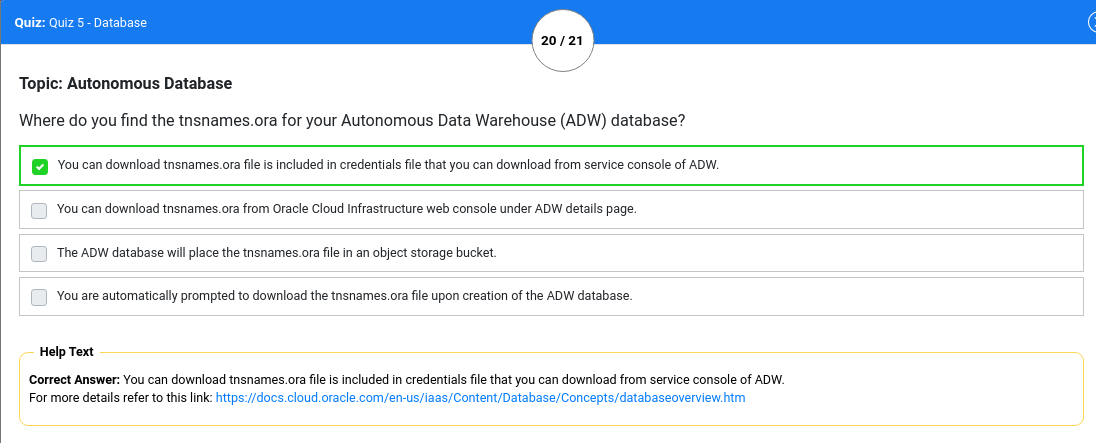 Quiz: Quiz 5 - Database
20 / 21
Topic: Autonomous Database
Where do you find the tnsnames.ora for your Autonomous Data Warehouse (ADW) database?
You can download tnsnames.ora file is included in credentials file that you can download from service console of ADW.
You can download tnsnames.ora from Oracle Cloud Infrastructure web console under ADW details page.
The ADW database will place the tnsnames.ora file in an object storage bucket.
You are automatically prompted to download the tnsnames.ora file upon creation of the ADW database.
Help Text
Correct Answer: You can download tnsnames.ora file is included in credentials file that you can download from service console of ADW.
For more details refer to this link: https://docs.cloud.oracle.com/en-us/iaas/Content/Database/Concepts/databaseoverview.htm